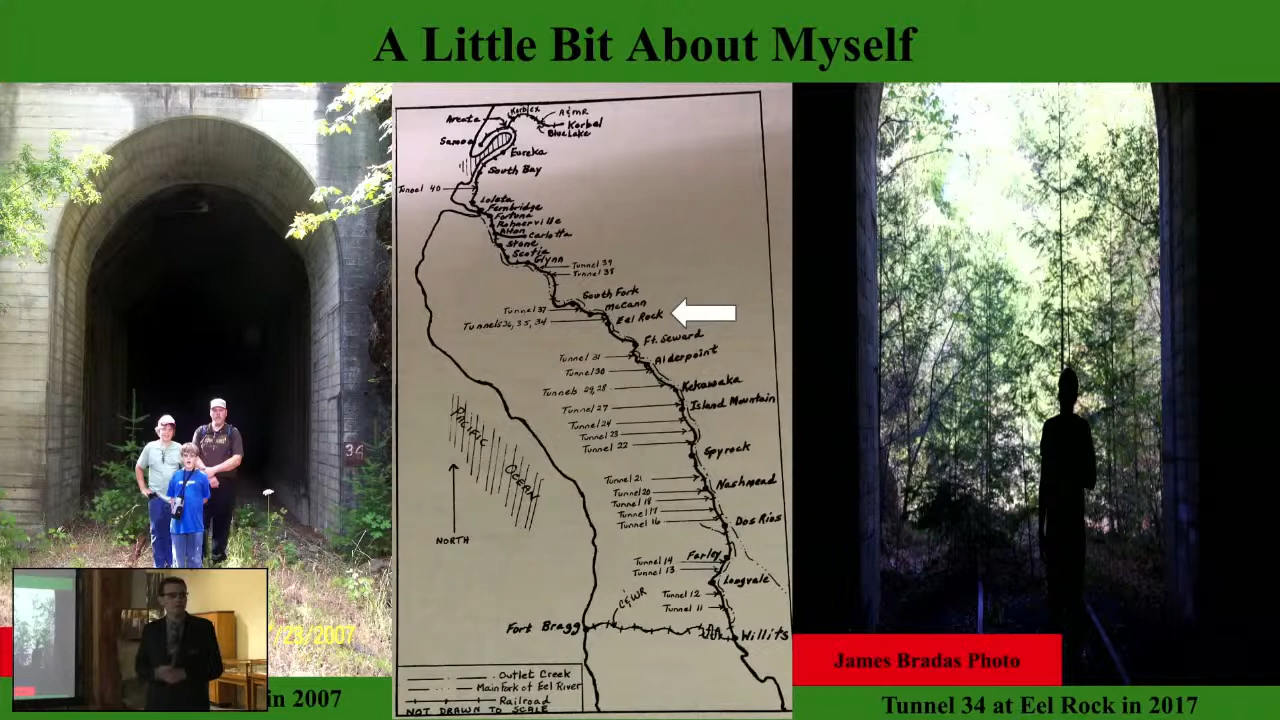 A Little Bit About Myself
Korblex
A&MR
Arcata
Korbel
Blue Lake
Samoa
Eureka
South Bay
Tunnel 40
Loleta
Fernbridge
Fortuna
Rohnerville
Alton
Carlotta
Stone
Scotia
Glynn
Tunnel 39
Tunnel 38
South Fork
McCann
Tunnel 37
Eel Rock
Tunnels 36, 35, 34
Ft. Seward
Tunnel 31
Alderpoint
Tunnel 30
Kekawaka
Tunnels 29, 28
Island Mountain
Tunnel 27
Tunnel 24
Tunnel 23
Tunnel 22
Spyrock
PACIFIC
OCEAN
Tunnel 21
Nashmead
Tunnel 20
Tunnel 18
Tunnel 17
Tunnel 16
Dos Rios
NORTH
Farley
Tunnel 14
Tunnel 13
Longvale
Tunnel 12
C&WR
Tunnel 11
Fort Bragg
Willits
Outlet Creek
Main Fork of Eel River
Railroad
NOT DRAWN TO SCALE
34
/23/2007
in 2007
James Bradas Photo
Tunnel 34 at Eel Rock in 2017